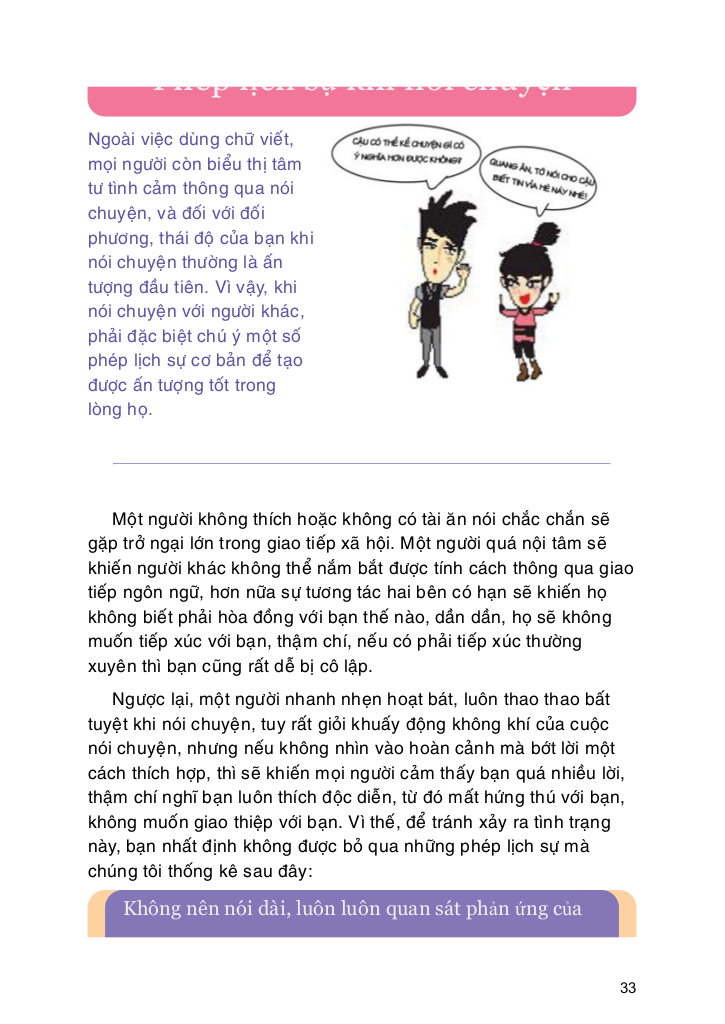 Phép lịch sự khi nói chuyện
Ngoài việc dùng chữ viết,
mọi người còn biểu thị tâm
tư tình cảm thông qua nói
chuyện, và đối với đối
phương, thái độ của bạn khi
nói chuyện thường là ấn
tượng đầu tiên. Vì vậy, khi
nói chuyện với người khác,
phải đặc biệt chú ý một số
phép lịch sự cơ bản để tạo
được ấn tượng tốt trong
lòng họ.
CẬU CÓ THỂ KỂ CHUYỆN GÌ CÓ
Ý NGHĨA HƠN ĐƯỢC KHÔNG?
QUANG ẨN, TỚ NÓI CHO CẬU
BIẾT TIN VỈA HÈ NÀY NHÉ!
Một người không thích hoặc không có tài ăn nói chắc chắn sẽ
gặp trở ngại lớn trong giao tiếp xã hội. Một người quá nội tâm sẽ
khiến người khác không thể nắm bắt được tính cách thông qua giao
tiếp ngôn ngữ, hơn nữa sự tương tác hai bên có hạn sẽ khiến họ
không biết phải hòa đồng với bạn thế nào, dần dần, họ sẽ không
muốn tiếp xúc với bạn, thậm chí, nếu có phải tiếp xúc thường
xuyên thì bạn cũng rất dễ bị cô lập.
Ngược lại, một người nhanh nhẹn hoạt bát, luôn thao thao bất
tuyệt khi nói chuyện, tuy rất giỏi khuấy động không khí của cuộc
nói chuyện, nhưng nếu không nhìn vào hoàn cảnh mà bớt lời một
cách thích hợp, thì sẽ khiến mọi người cảm thấy bạn quá nhiều lời,
thậm chí nghĩ bạn luôn thích độc diễn, từ đó mất hứng thú với bạn,
không muốn giao thiệp với bạn. Vì thế, để tránh xảy ra tình trạng
này, bạn nhất định không được bỏ qua những phép lịch sự mà
chúng tôi thống kê sau đây:
Không nên nói dài, luôn luôn quan sát phản ứng của
33